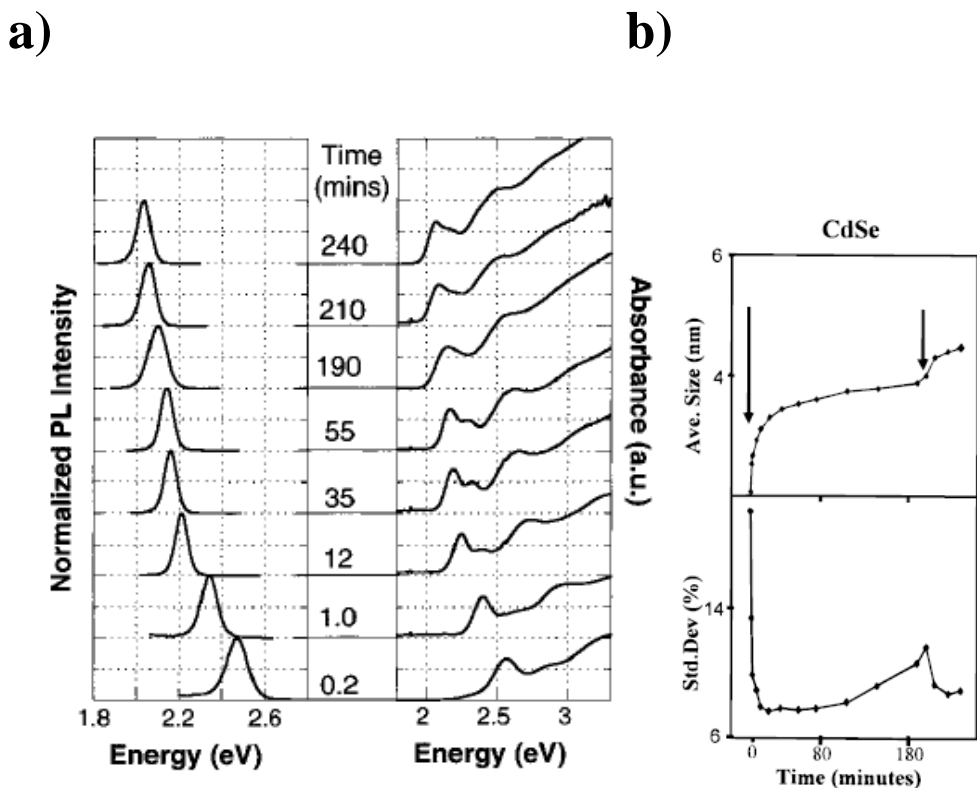 a)
b)
Normalized PL Intensity
Time
(mins)
240
210
190
55
35
12
1.0
0.2
1.8
2.2
2.6
Energy (eV)
2
2.5
3
Energy (eV)
Absorbance (a.u.)
CdSe
6
4
Ave. Size (nm)
14
6
Std.Dev (%)
0
80
180
Time (minutes)